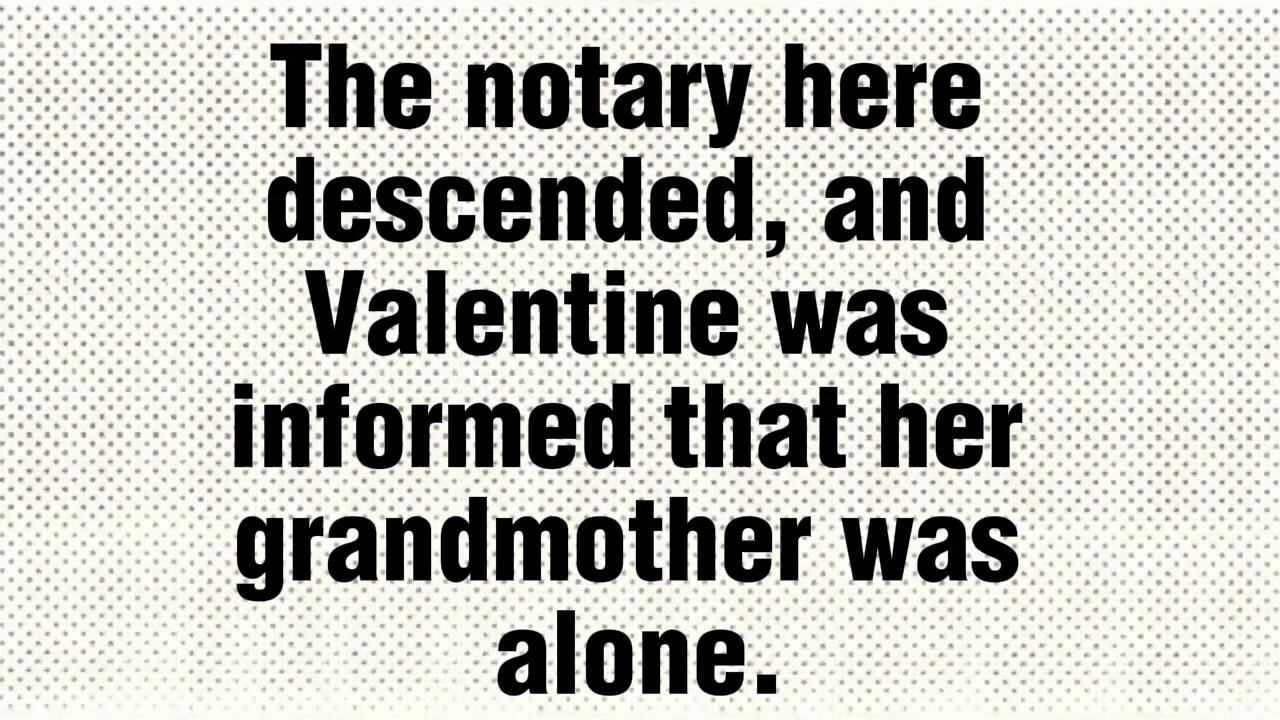 The notary here
descended, and
Valentine was
informed that her
grandmother was
alone.